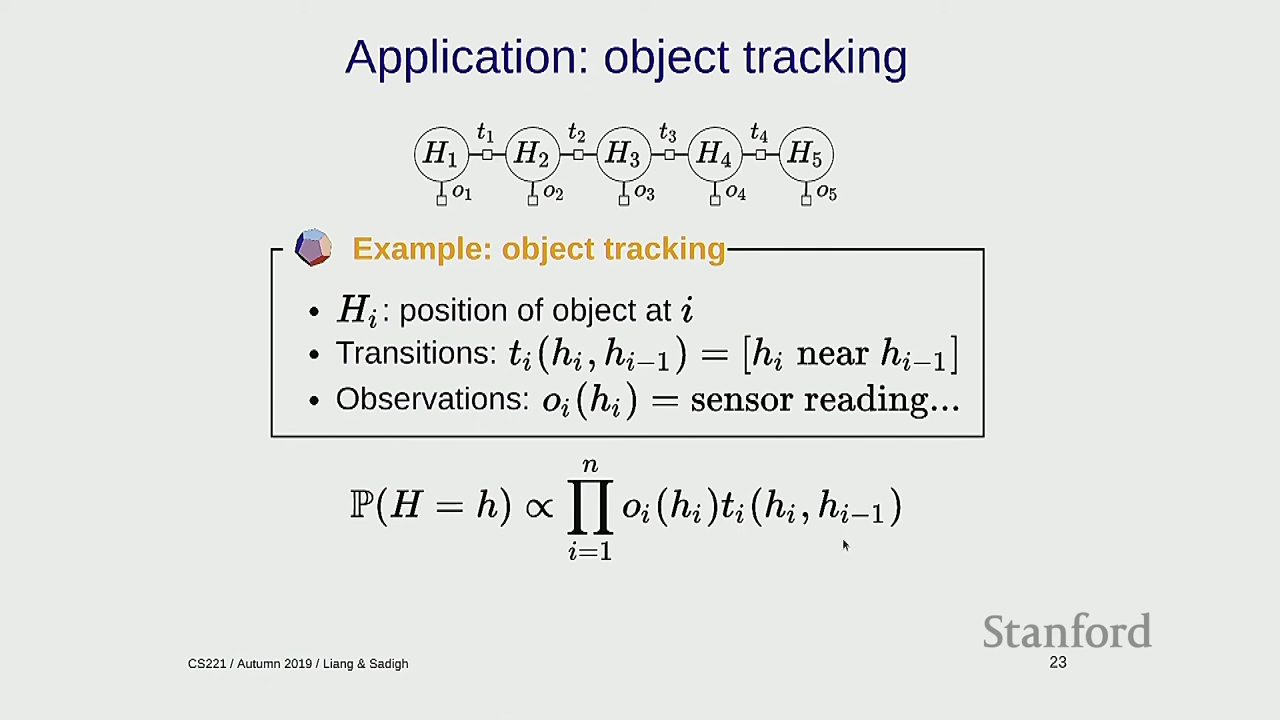 Application: object tracking
t₁ t₂ t₃ t₄
H₁ H₂ H₃ H₄ H₅
o₁ o₂ o₃ o₄ o₅
Example: object tracking
• Hᵢ: position of object at i
• Transitions: tᵢ(hᵢ, hᵢ₋₁) = [hᵢ near hᵢ₋₁]
• Observations: oᵢ(hᵢ) = sensor reading...
ℙ(H = h) ∝ ∏ᵢ₌₁ⁿ oᵢ(hᵢ)tᵢ(hᵢ, hᵢ₋₁)
Stanford
CS221 / Autumn 2019 / Liang & Sadigh 23